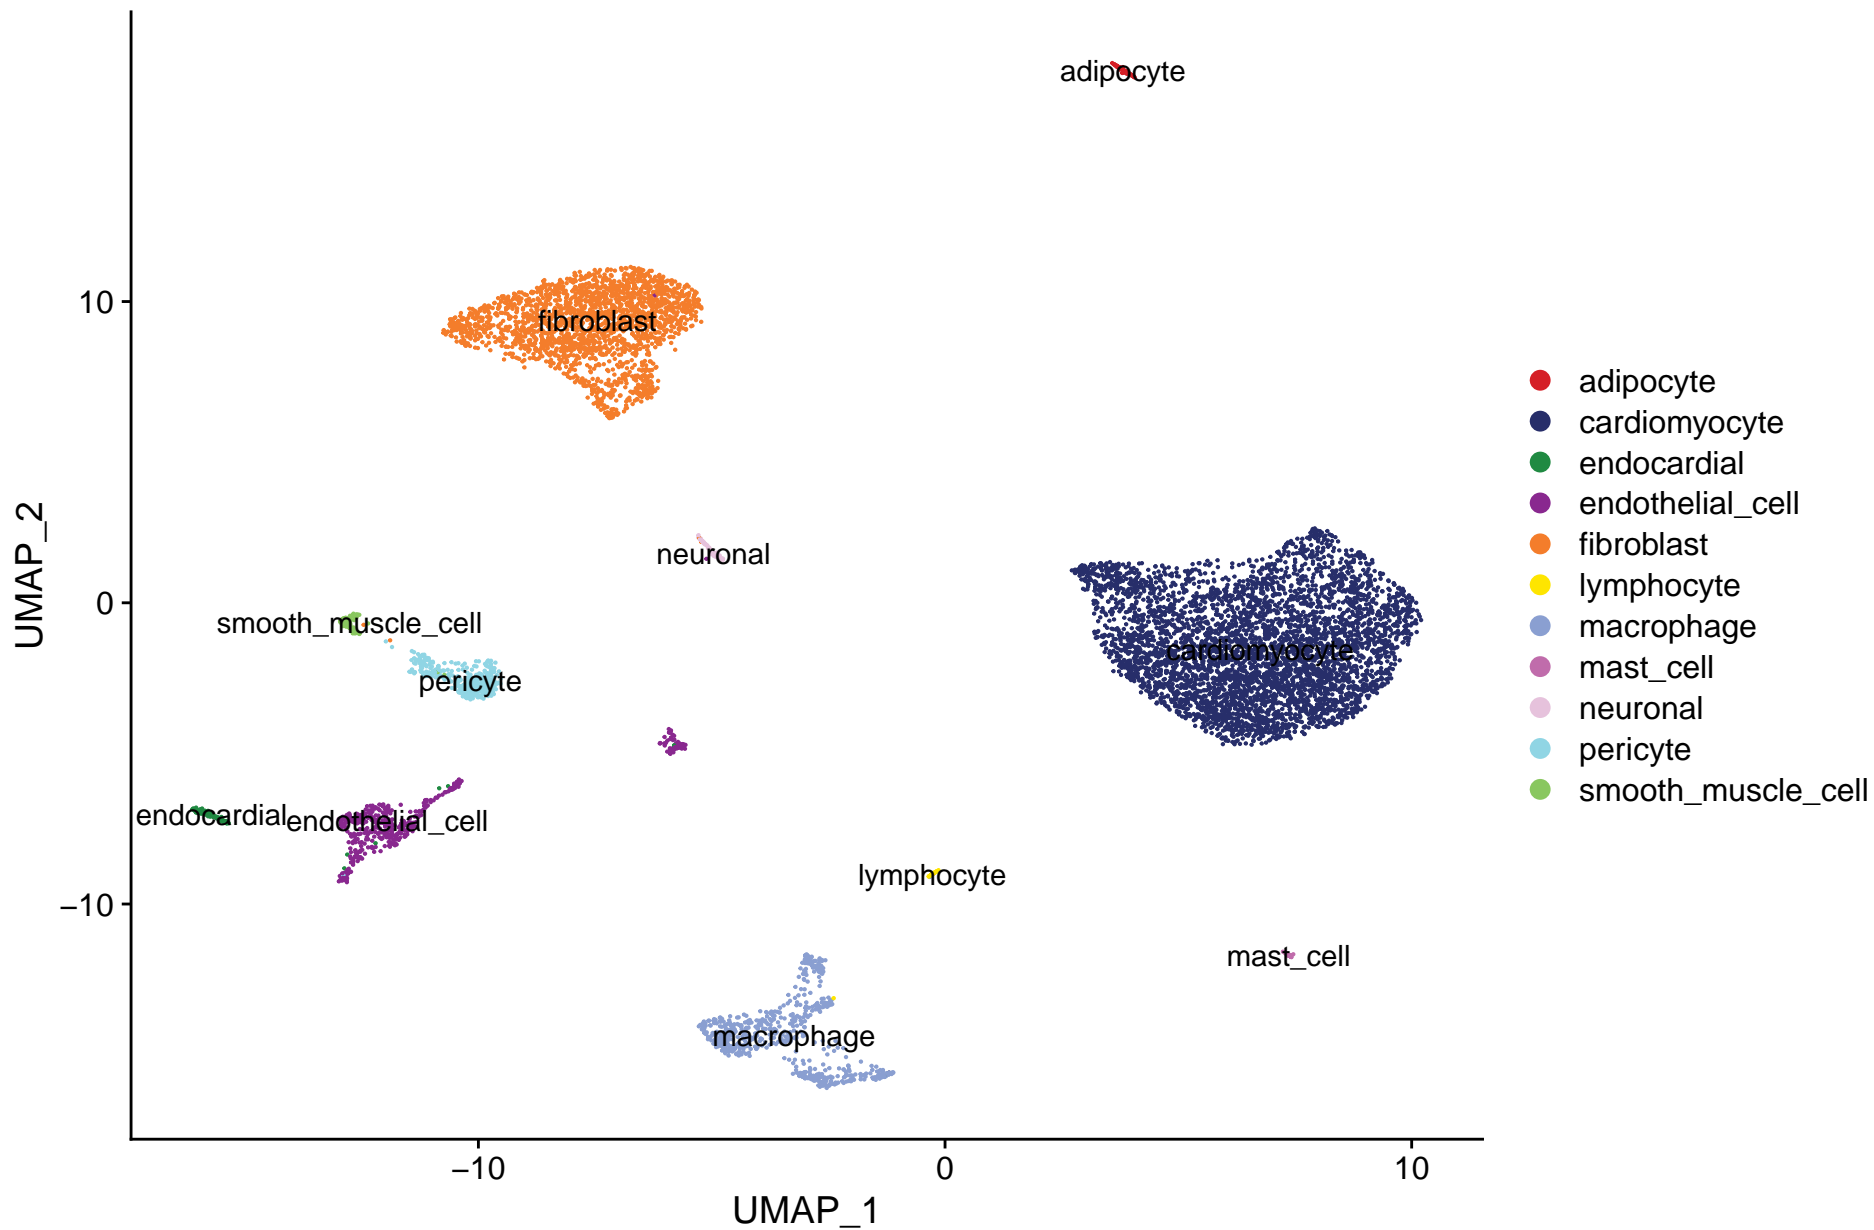 adipocyte
10
fibroblast
neuronal
0
smooth_muscle_cell
cardiomyocyte
pericyte
endocardial
endothelial_cell
lymphocyte
−10
mast_cell
macrophage
−10
0
10
UMAP_1
UMAP_2
adipocyte
cardiomyocyte
endocardial
endothelial_cell
fibroblast
lymphocyte
macrophage
mast_cell
neuronal
pericyte
smooth_muscle_cell